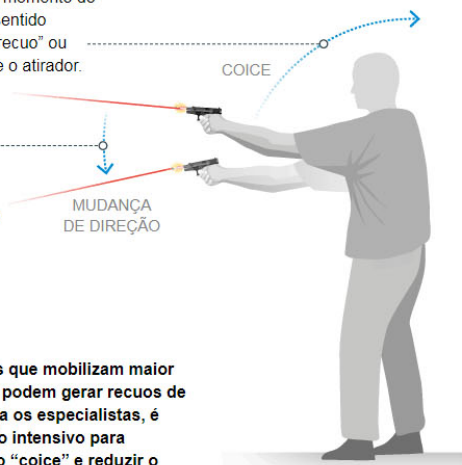 momento do
sentido
recuo” ou
e o atirador.
COICE
MUDANÇA
DE DIREÇÃO
s que mobilizam maior
podem gerar recuos de
a os especialistas, é
o intensivo para
o “coice” e reduzir o